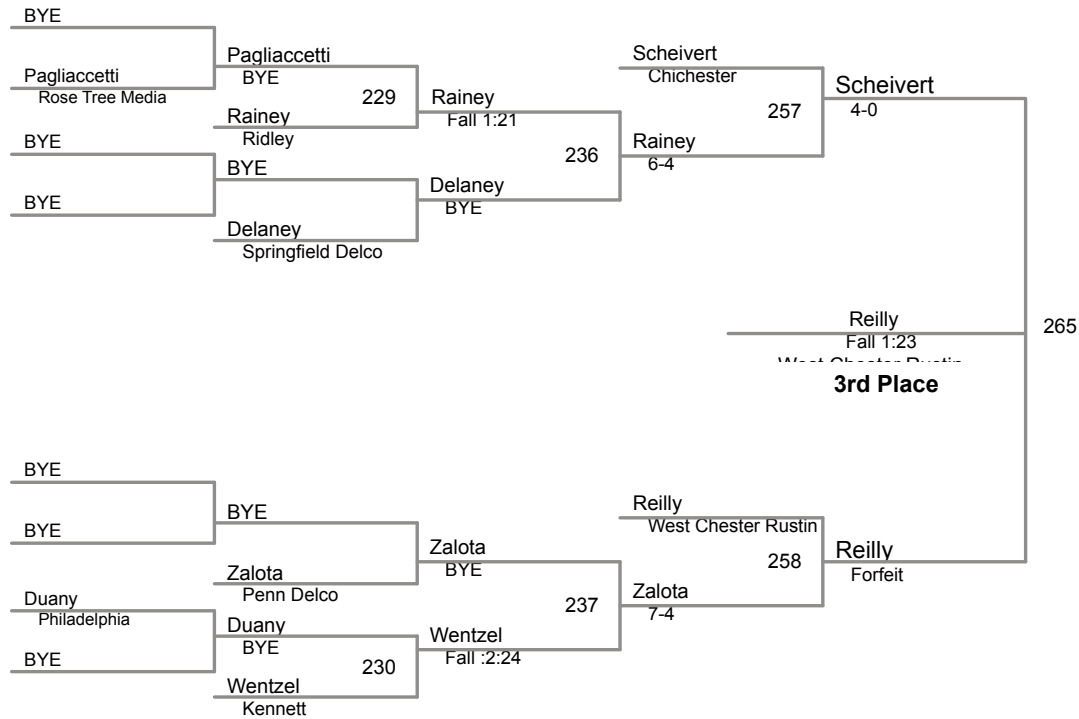 BYE
Pagliaccetti
Rose Tree Media
BYE
BYE
Pagliaccetti
BYE
229
Rainey
Ridley
BYE
Delaney
Springfield Delco
Rainey
Fall 1:21
236
Delaney
BYE
Scheivert
Chichester
257
Rainey
6-4
Scheivert
4-0
265
Reilly
Fall 1:23
West Chester Rustin
3rd Place
BYE
BYE
Duany
Philadelphia
BYE
BYE
Zalota
Penn Delco
Duany
BYE
230
Wentzel
Kennett
Zalota
BYE
237
Wentzel
Fall :2:24
Reilly
West Chester Rustin
258
Zalota
7-4
Reilly
Forfeit